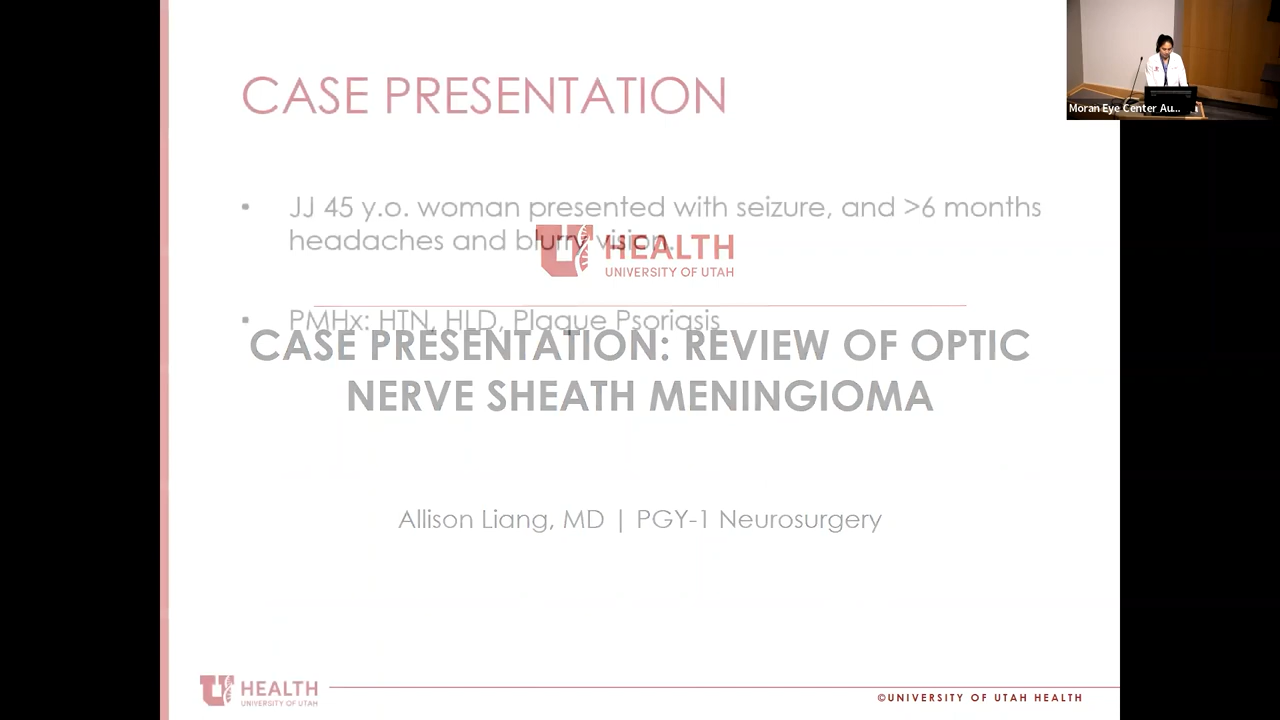 CASE PRESENTATION
JJ 45 y.o. woman presented with seizure, and >6 months
headaches and blurry vision.
HEALTH
UNIVERSITY OF UTAH
PMHx: HTN, HLD, Plaque Psoriasis
CASE PRESENTATION: REVIEW OF OPTIC
NERVE SHEATH MENINGIOMA
Allison Liang, MD | PGY-1 Neurosurgery
HEALTH
UNIVERSITY OF UTAH
©UNIVERSITY OF UTAH HEALTH
Moran Eye Center Au...